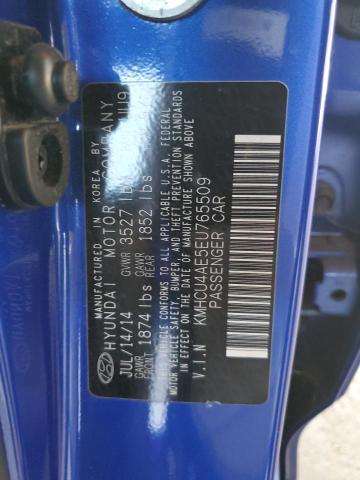 MANUFACTURED IN KOREA BY
HYUNDAI MOTOR COMPANY
JUL/14/14 GVWR 3527 lbs
GAWR FRONT 1874 lbs GAWR REAR 1852 lbs
THIS VEHICLE CONFORMS TO ALL APPLICABLE U.S.A. FEDERAL
MOTOR VEHICLE SAFETY, BUMPER, AND THEFT PREVENTION STANDARDS
IN EFFECT ON THE DATE OF MANUFACTURE SHOWN ABOVE
V.I.N KMHCU4AE5EU765509
PASSENGER CAR